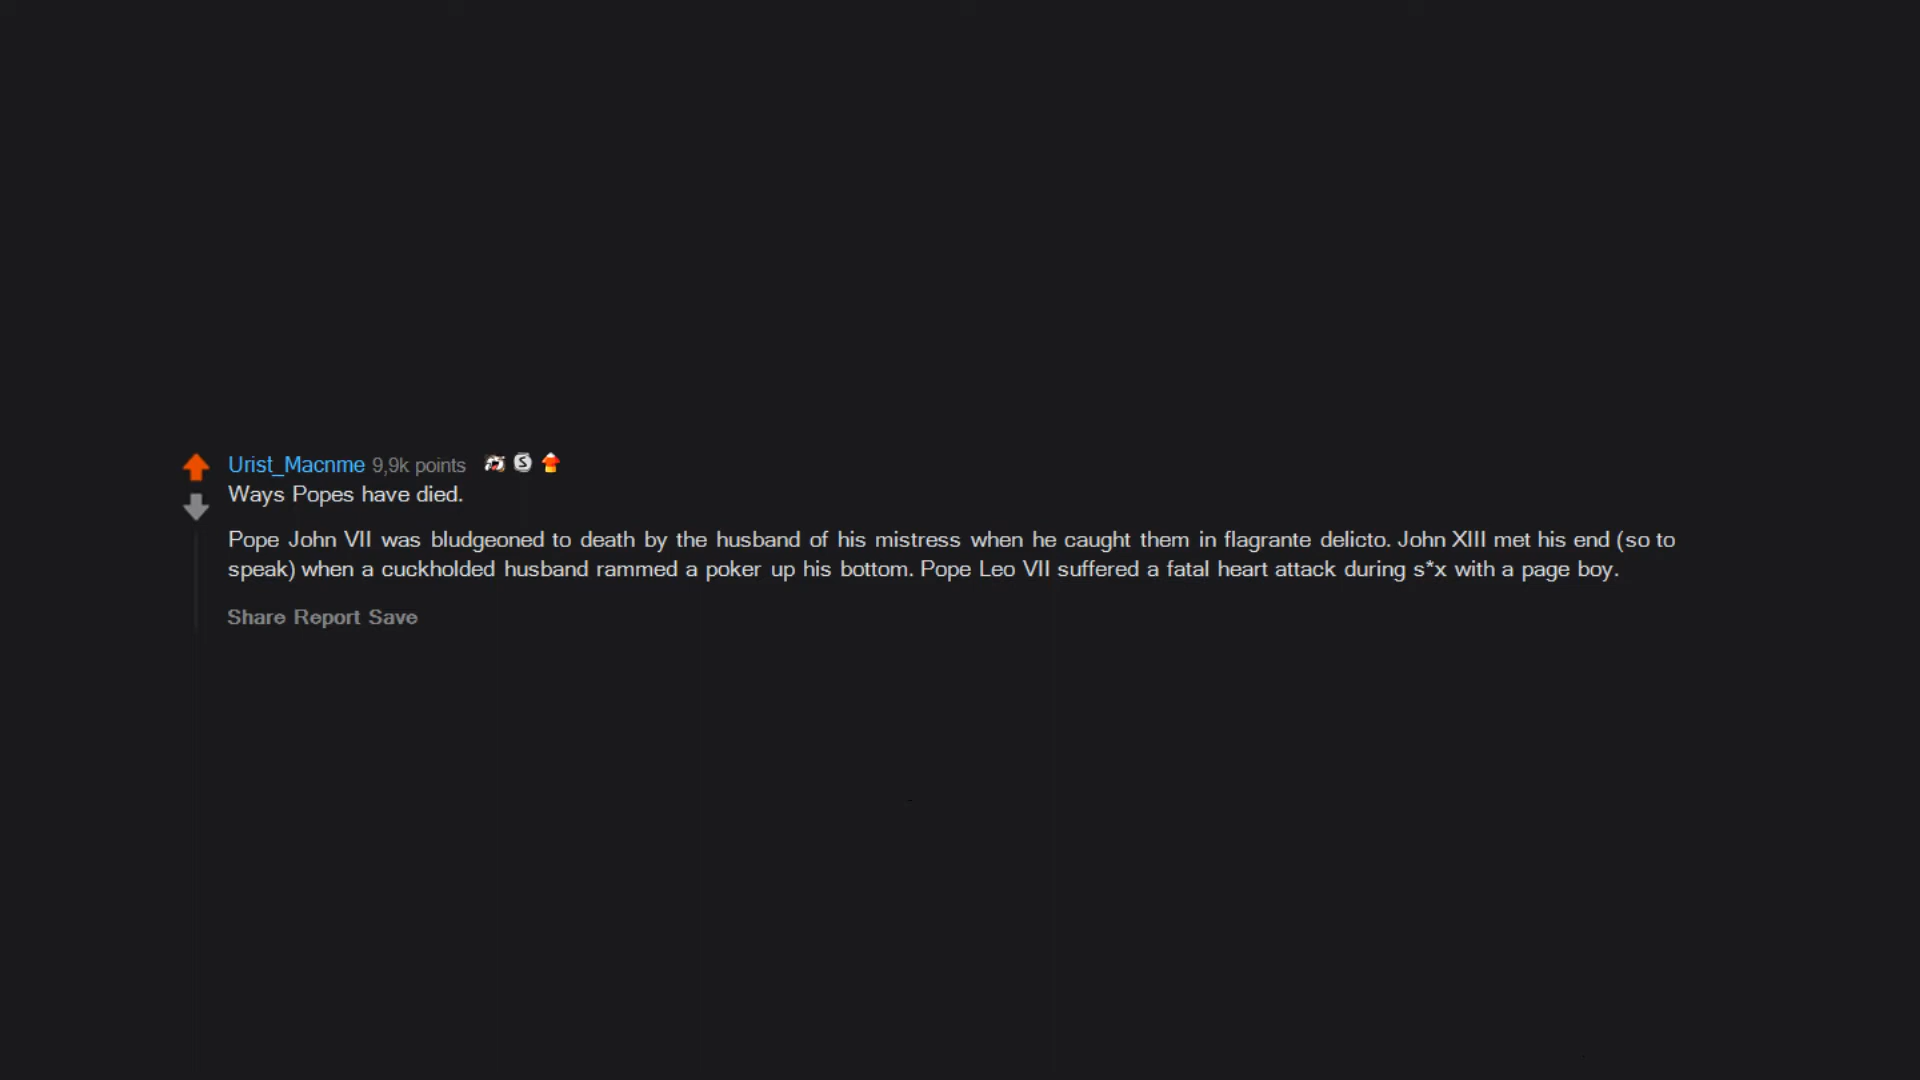 Urist_Macnme 9,9k points
Ways Popes have died.
Pope John VII was bludgeoned to death by the husband of his mistress when he caught them in flagrante delicto. John XIII met his end (so to
speak) when a cuckholded husband rammed a poker up his bottom. Pope Leo VII suffered a fatal heart attack during s*x with a page boy.
Share Report Save